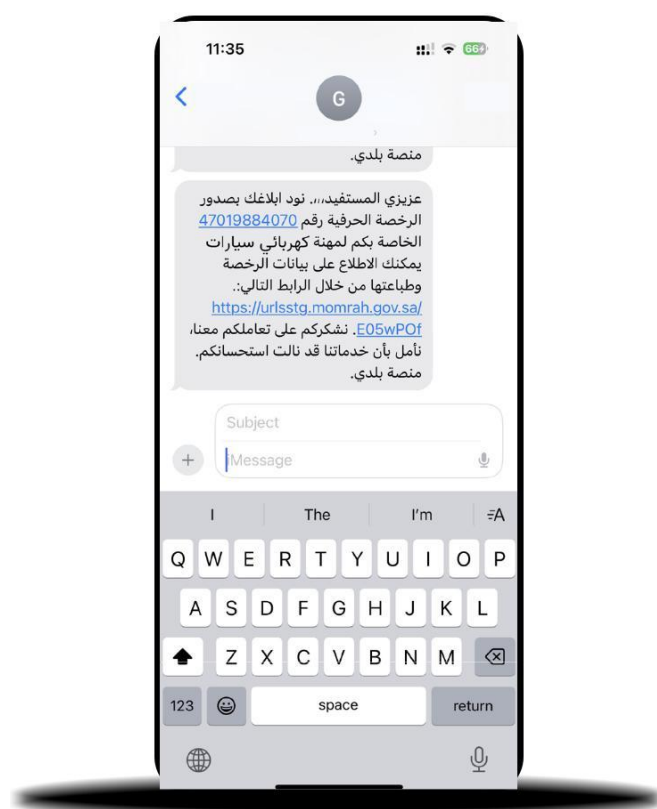 11:35
66
G
منصة بلدي.
عزيزي المستفيد،،،. نود ابلاغك بصدور
الرخصة الحرفية رقم 47019884070
الخاصة بكم لمهنة كهربائي سيارات
يمكنك الاطلاع على بيانات الرخصة
وطباعتها من خلال الرابط التالي:.
https://urlsstg.momrah.gov.sa/
E05wPOf. نشكركم على تعاملكم معنا،
نأمل بأن خدماتنا قد نالت استحسانكم.
منصة بلدي.
Subject
iMessage
I The I'm
Q W E R T Y U I O P
A S D F G H J K L
Z X C V B N M
123 space return